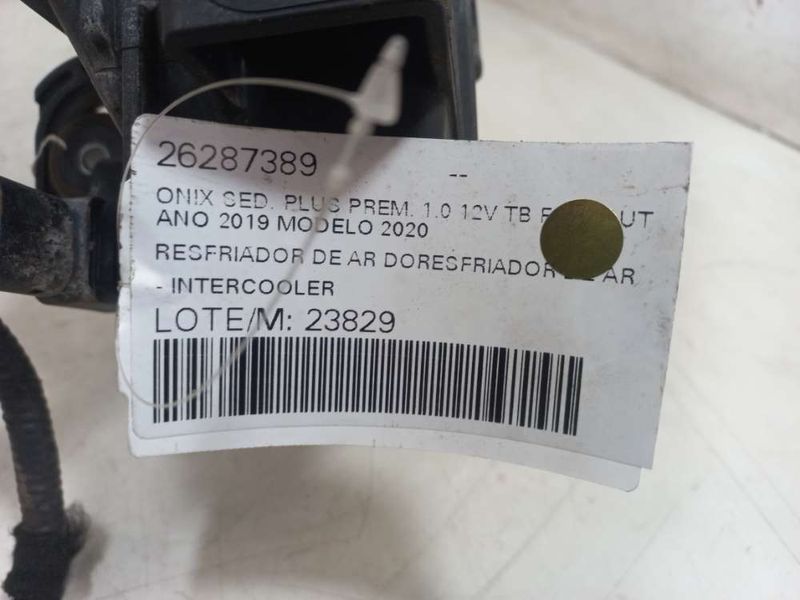 26287389 --
ONIX SED. PLUS PREM. 1.0 12V TB
ANO 2019 MODELO 2020
RESFRIADOR DE AR DORESFRIADOR AR
- INTERCOOLER
LOTE/M: 23829